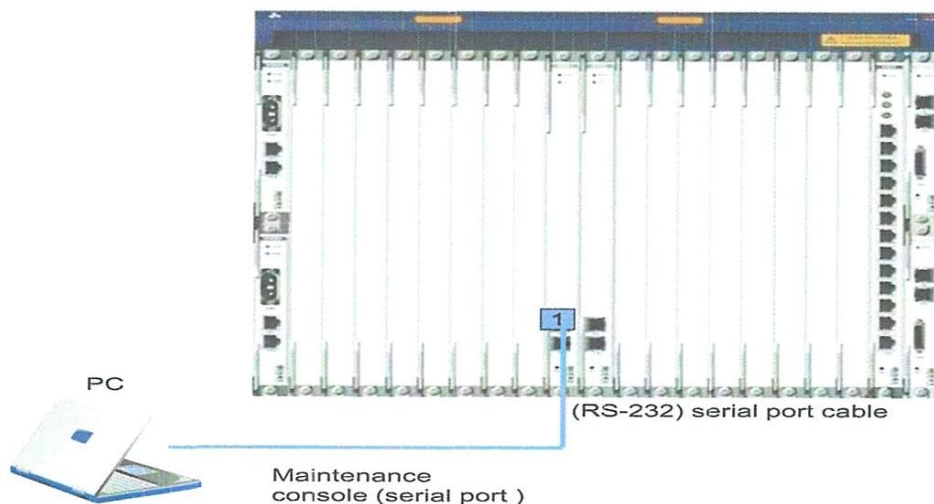 1
(RS-232) serial port cable
PC
Maintenance
console (serial port )